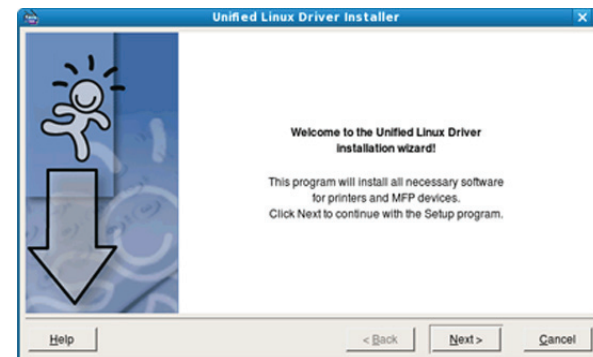 Unified Linux Driver Installer
Welcome to the Unified Linux Driver
installation wizard!
This program will install all necessary software
for printers and MFP devices.
Click Next to continue with the Setup program.
Help
< Back
Next >
Cancel